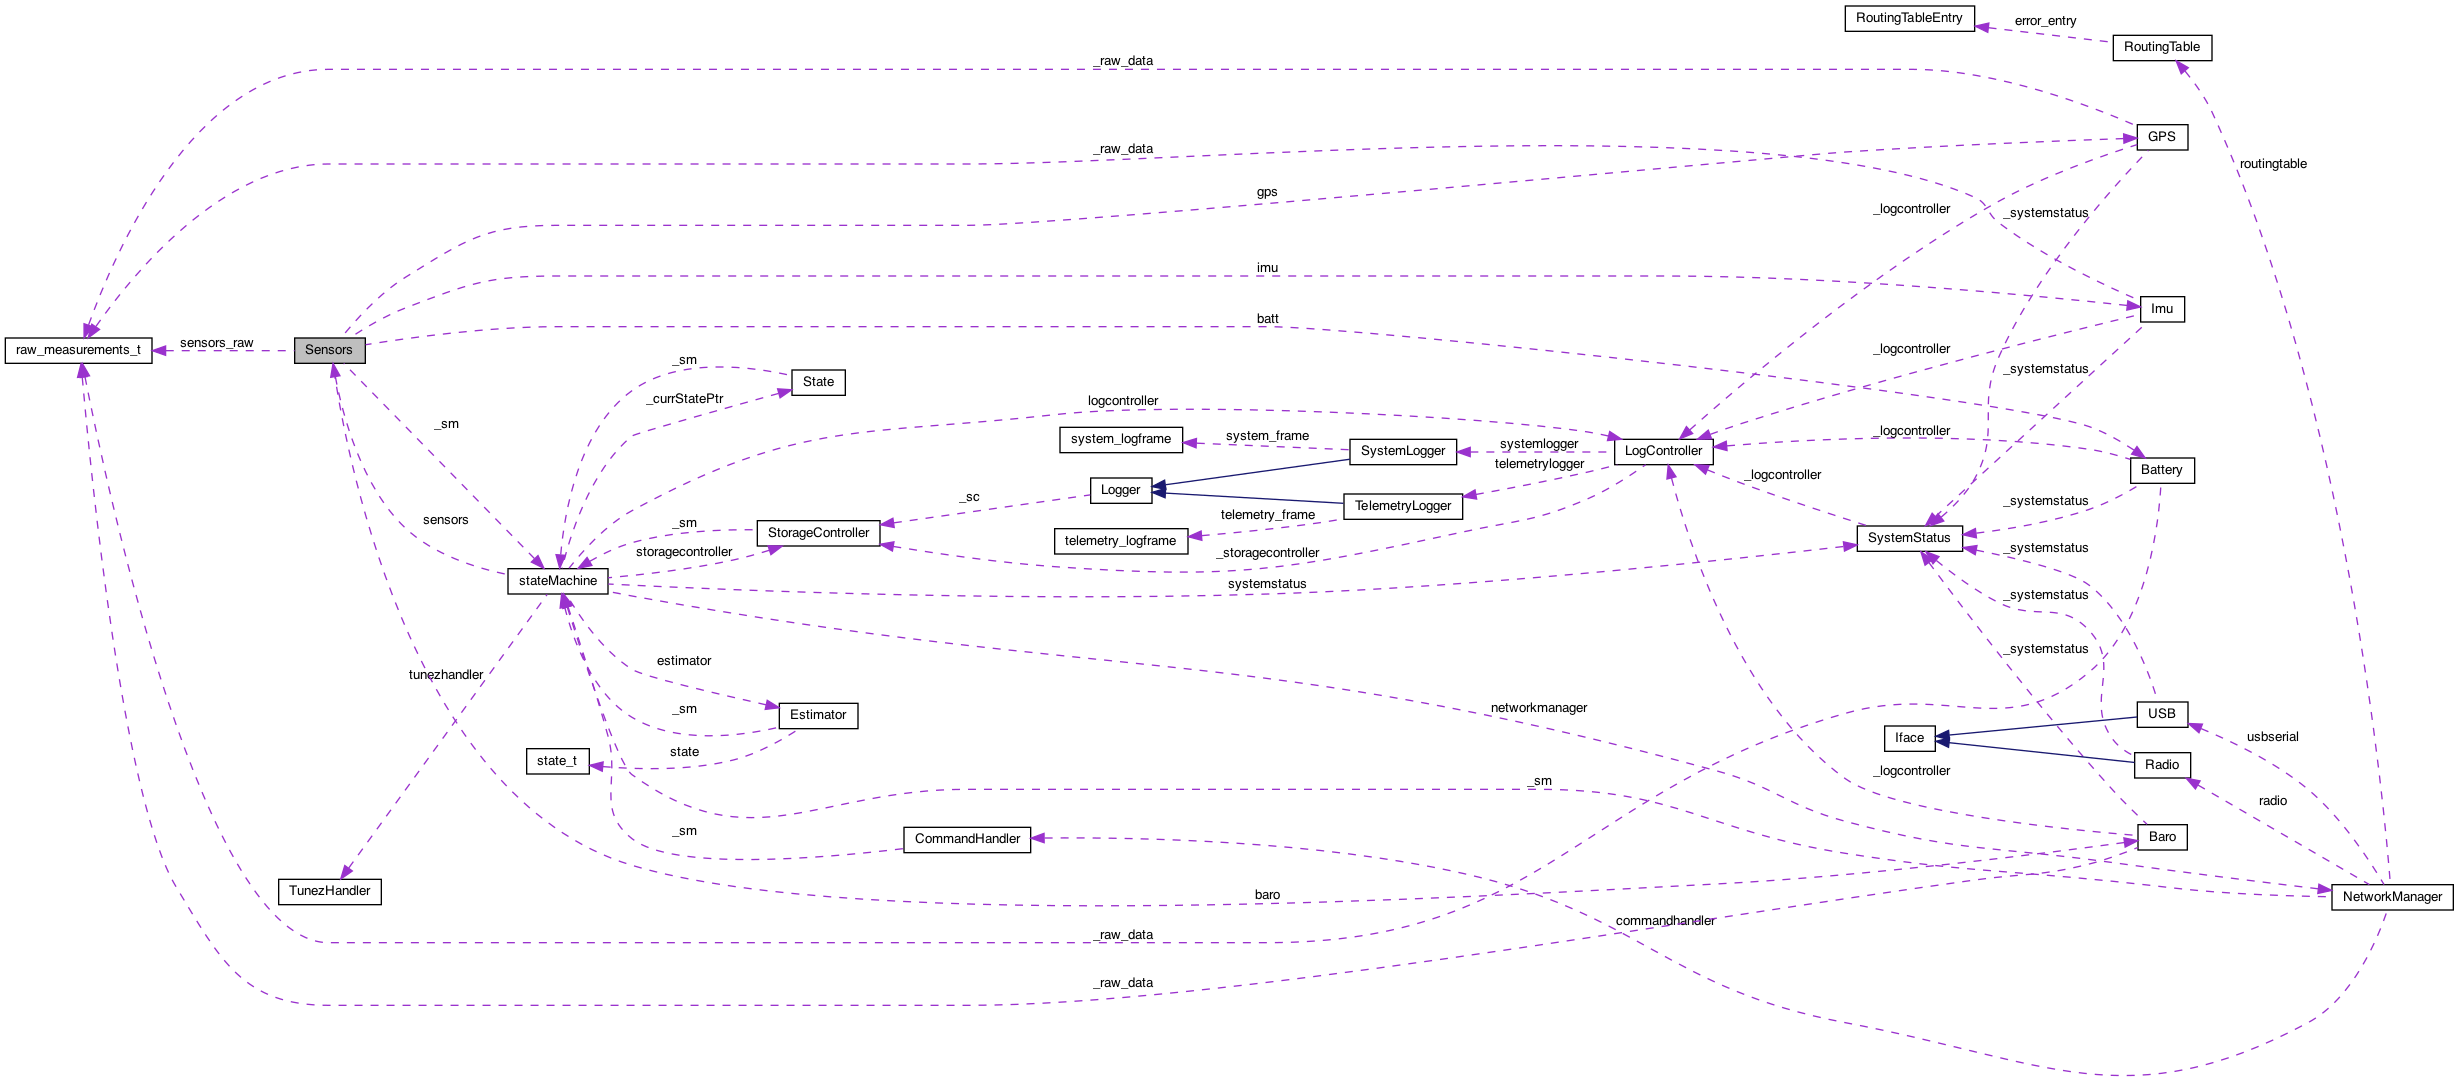 RoutingTableEntry
error_entry
RoutingTable
_raw_data
GPS
_raw_data
routingtable
gps
_logcontroller
_systemstatus
imu
Imu
batt
raw_measurements_t
sensors_raw
Sensors
_logcontroller
_sm
_systemstatus
State
_currStatePtr
logcontroller
_sm
system_logframe
system_frame
SystemLogger
systemlogger
LogController
_logcontroller
telemetrylogger
Battery
_logcontroller
Logger
_sc
_systemstatus
TelemetryLogger
telemetry_frame
sensors
_sm
StorageController
telemetry_logframe
SystemStatus
storagecontroller
_storagecontroller
_systemstatus
stateMachine
systemstatus
_systemstatus
estimator
_systemstatus
tunezhandler
_sm
networkmanager
Estimator
USB
usbserial
Iface
state
state_t
Radio
_logcontroller
_sm
radio
_sm
CommandHandler
Baro
TunezHandler
baro
NetworkManager
commandhandler
_raw_data
_raw_data